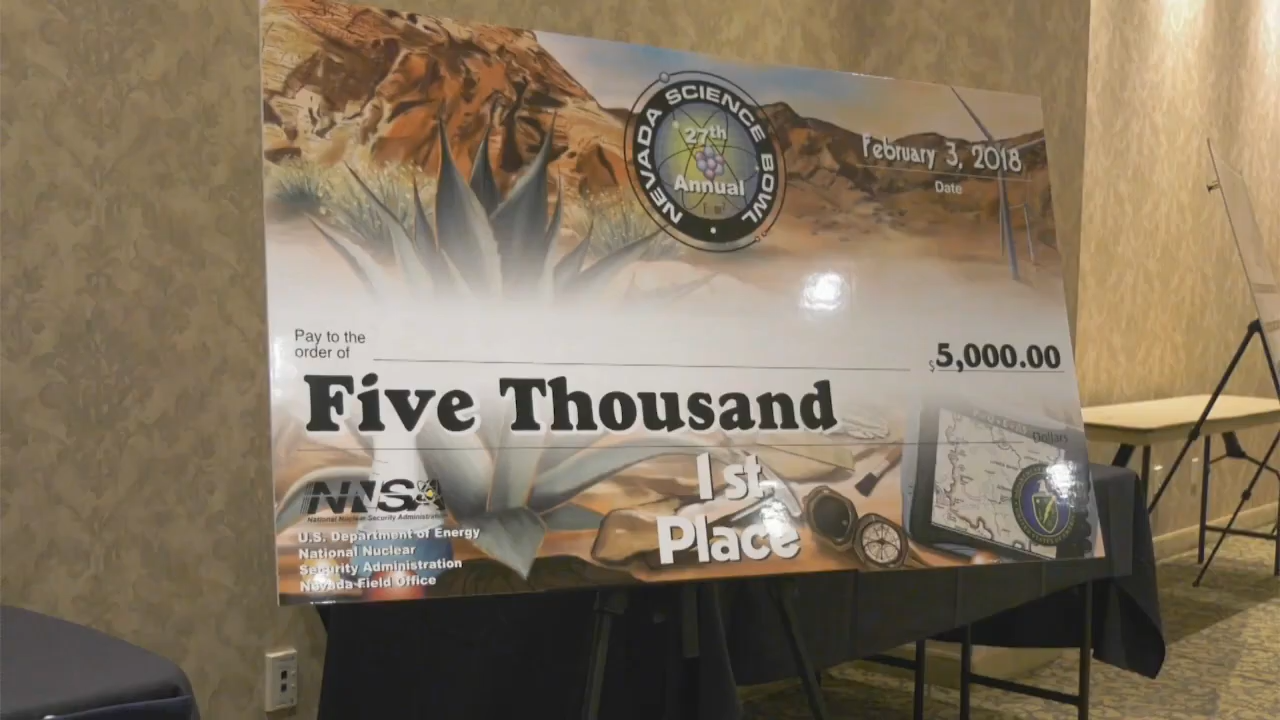 NEVADA SCIENCE BOWL
27th
Annual
February 3, 2018
Date
Pay to the
order of
$5,000.00
Five Thousand
Dollars
1st
Place
NNSA
National Nuclear Security Administration
U.S. Department of Energy
National Nuclear
Security Administration
Nevada Field Office